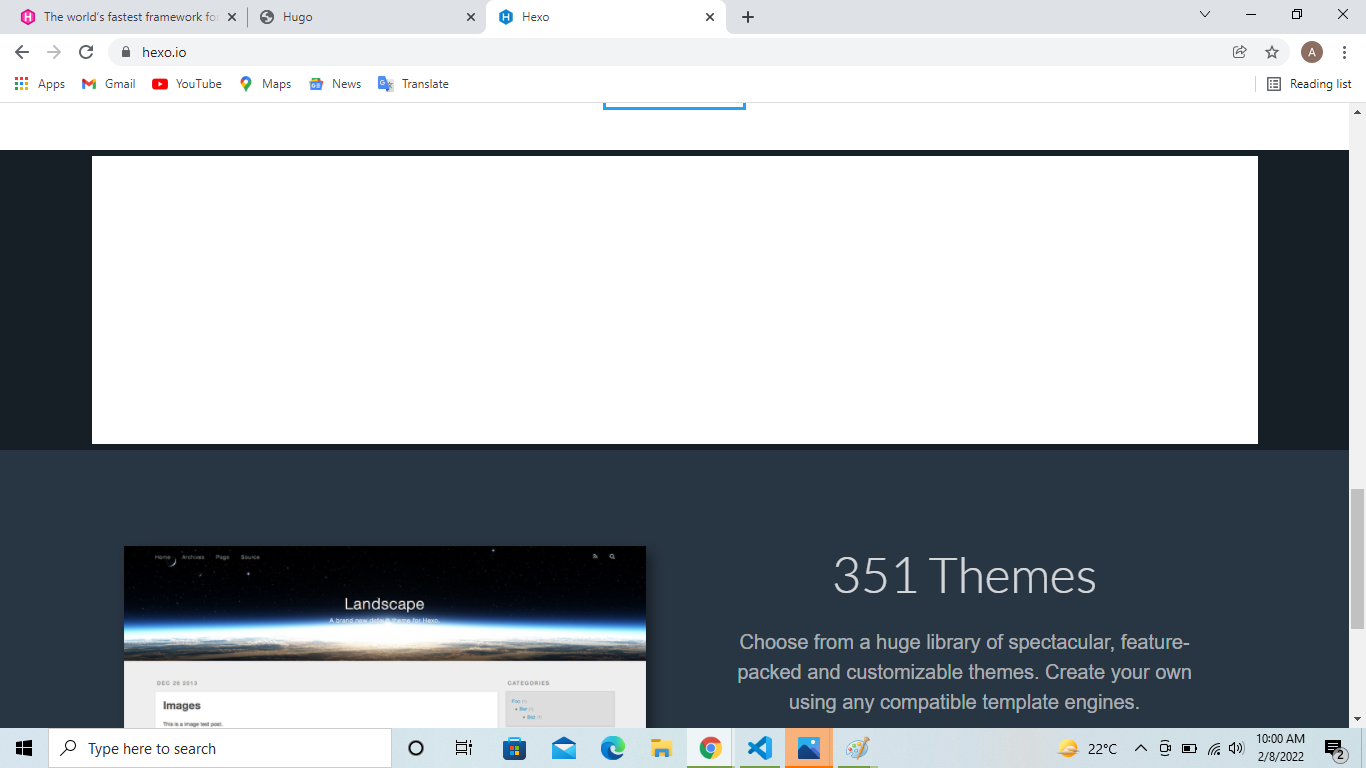 The world's fastest framework for
Hugo
Hexo
hexo.io
A
Apps
Gmail
YouTube
Maps
News
Translate
Reading list
Home Archives Page Source
Landscape
A brand new default theme for Hexo.
DEC 26 2013
CATEGORIES
Images
This is a image test post.
Foo
Bar
Baz
351 Themes
Choose from a huge library of spectacular, feature-
packed and customizable themes. Create your own
using any compatible template engines.
Type here to search
22°C
10:00 AM
2/8/2022
2